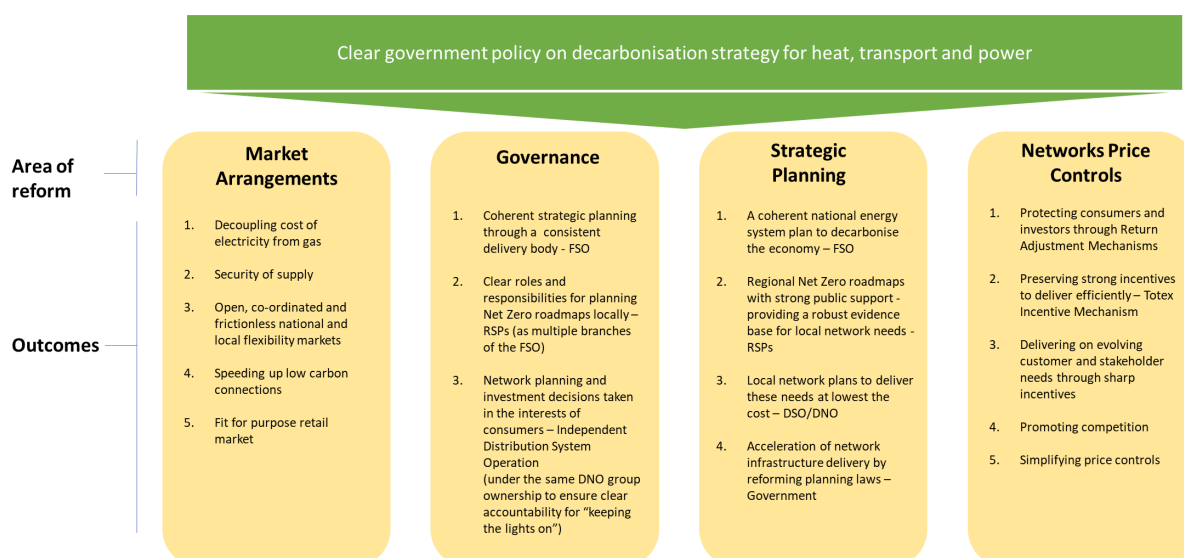 Clear government policy on decarbonisation strategy for heat, transport and power
Area of
reform
Outcomes
Market
Arrangements
1. Decoupling cost of
electricity from gas
2. Security of supply
3. Open, co-ordinated and
frictionless national and
local flexibility markets
4. Speeding up low carbon
connections
5. Fit for purpose retail
market
Governance
1. Coherent strategic planning
through a consistent
delivery body - FSO
2. Clear roles and
responsibilities for planning
Net Zero roadmaps locally –
RSPs (as multiple branches
of the FSO)
3. Network planning and
investment decisions taken
in the interests of
consumers – Independent
Distribution System
Operation
(under the same DNO group
ownership to ensure clear
accountability for “keeping
the lights on”)
Strategic
Planning
1. A coherent national energy
system plan to decarbonise
the economy – FSO
2. Regional Net Zero roadmaps
with strong public support -
providing a robust evidence
base for local network needs -
RSPs
3. Local network plans to deliver
these needs at lowest the
cost – DSO/DNO
4. Acceleration of network
infrastructure delivery by
reforming planning laws –
Government
Networks Price
Controls
1. Protecting consumers and
investors through Return
Adjustment Mechanisms
2. Preserving strong incentives
to deliver efficiently – Totex
Incentive Mechanism
3. Delivering on evolving
customer and stakeholder
needs through sharp
incentives
4. Promoting competition
5. Simplifying price controls